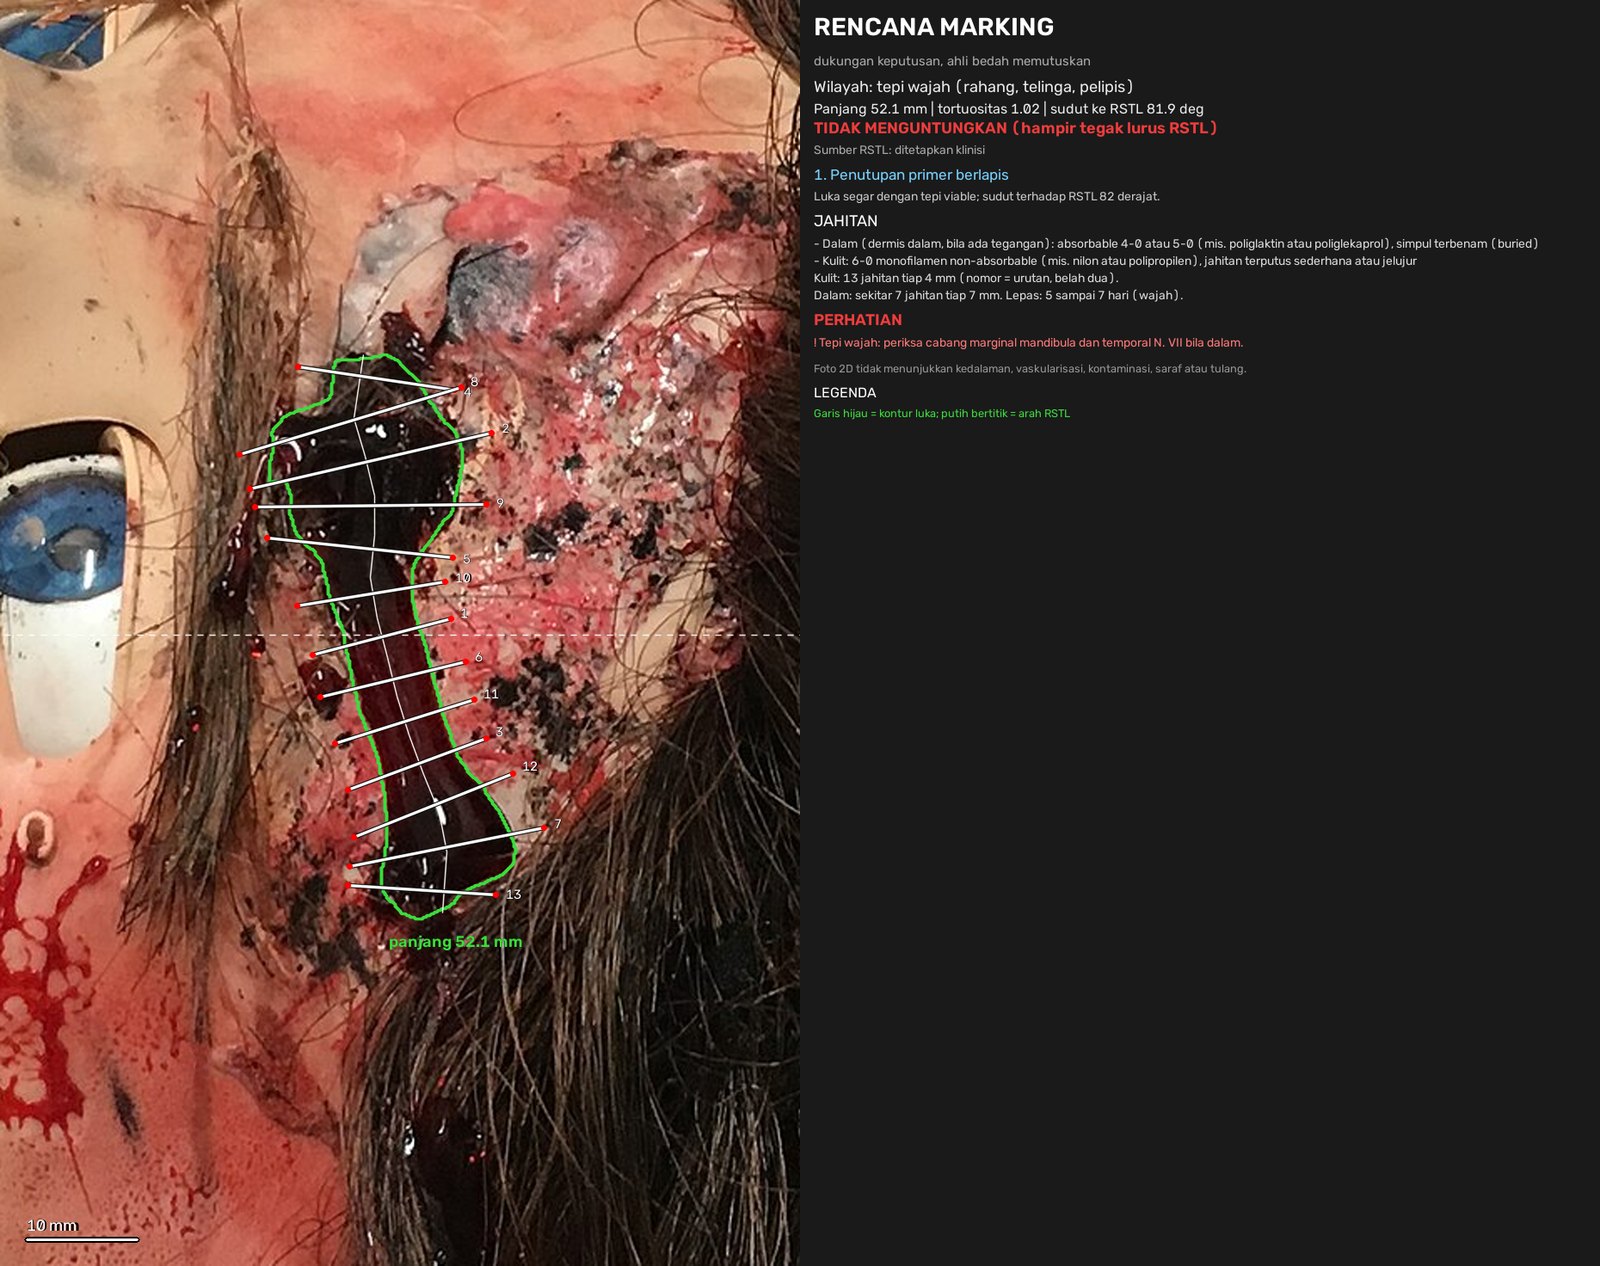 RENCANA MARKING
dukungan keputusan, ahli bedah memutuskan
Wilayah: tepi wajah (rahang, telinga, pelipis)
Panjang 52.1 mm | tortuositas 1.02 | sudut ke RSTL 81.9 deg
TIDAK MENGUNTUNGKAN (hampir tegak lurus RSTL)
Sumber RSTL: ditetapkan klinisi
1. Penutupan primer berlapis
Luka segar dengan tepi viable; sudut terhadap RSTL 82 derajat.
JAHITAN
- Dalam (dermis dalam, bila ada tegangan): absorbable 4-0 atau 5-0 (mis. poliglaktin atau poliglekaprol), simpul terbenam (buried)
- Kulit: 6-0 monofilamen non-absorbable (mis. nilon atau polipropilen), jahitan terputus sederhana atau jelujur
Kulit: 13 jahitan tiap 4 mm (nomor = urutan, belah dua).
Dalam: sekitar 7 jahitan tiap 7 mm. Lepas: 5 sampai 7 hari (wajah).
PERHATIAN
! Tepi wajah: periksa cabang marginal mandibula dan temporal N. VII bila dalam.
Foto 2D tidak menunjukkan kedalaman, vaskularisasi, kontaminasi, saraf atau tulang.
LEGENDA
Garis hijau = kontur luka; putih bertitik = arah RSTL
8
4
2
9
5
10
1
6
11
3
12
7
13
panjang 52.1 mm
10 mm